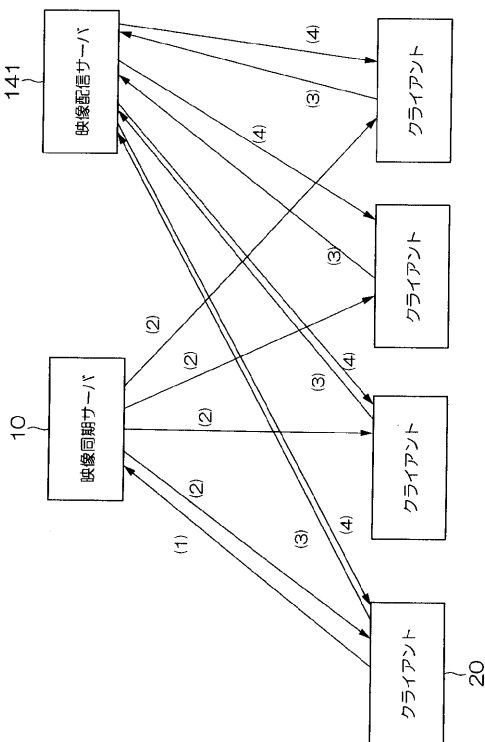 141
映像配信サーバ
10
映像同期サーバ
(4)
(3)
(4)
(3)
(2)
(2)
(2)
(4)
(3)
(2)
(1)
(4)
(3)
クライアント
クライアント
クライアント
クライアント
20